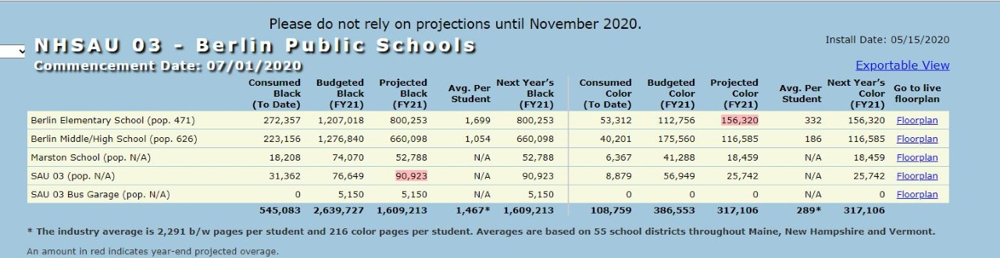 Please do not rely on projections until November 2020.
NHSAU 03 - Berlin Public Schools
Install Date: 05/15/2020
Commencement Date: 07/01/2020
Exportable View
Consumed Black (To Date) Budgeted Black (FY21) Projected Black (FY21) Avg. Per Student Next Year's Black (FY21) Consumed Color (To Date) Budgeted Color (FY21) Projected Color (FY21) Avg. Per Student Next Year's Color (FY21) Go to live floorplan
Berlin Elementary School (pop. 471) 272,357 1,207,018 800,253 1,699 800,253 53,312 112,756 156,320 332 156,320 Floorplan
Berlin Middle/High School (pop. 626) 223,156 1,276,840 660,098 1,054 660,098 40,201 175,560 116,585 186 116,585 Floorplan
Marston School (pop. N/A) 18,208 74,070 52,788 N/A 52,788 6,367 41,288 18,459 N/A 18,459 Floorplan
SAU 03 (pop. N/A) 31,362 76,649 90,923 N/A 90,923 8,879 56,949 25,742 N/A 25,742 Floorplan
SAU 03 Bus Garage (pop. N/A) 0 5,150 5,150 N/A 5,150 0 0 0 N/A 0 Floorplan
545,083 2,639,727 1,609,213 1,467* 1,609,213 108,759 386,553 317,106 289* 317,106
* The industry average is 2,291 b/w pages per student and 216 color pages per student. Averages are based on 55 school districts throughout Maine, New Hampshire and Vermont.
An amount in red indicates year-end projected overage.